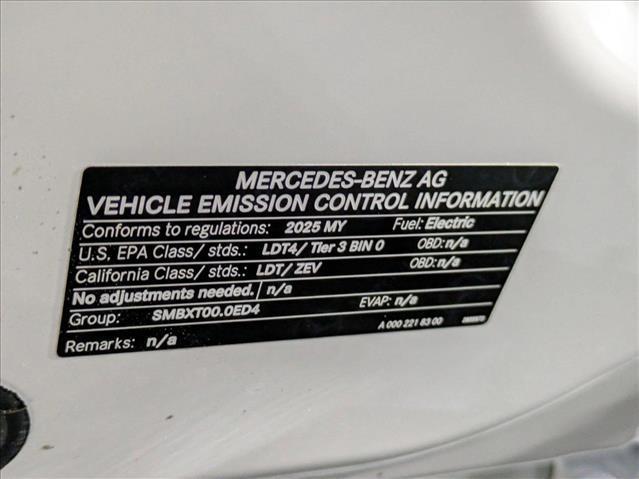 MERCEDES-BENZ AG
VEHICLE EMISSION CONTROL INFORMATION
Conforms to regulations: 2025 MY Fuel: Electric
U.S. EPA Class/ stds.: LDT4/ Tier 3 BIN 0 OBD: n/a
California Class/ stds.: LDT/ ZEV OBD: n/a
No adjustments needed. n/a
Group: SMBXT00.0ED4 EVAP: n/a
A 000 221 83 00
Remarks: n/a